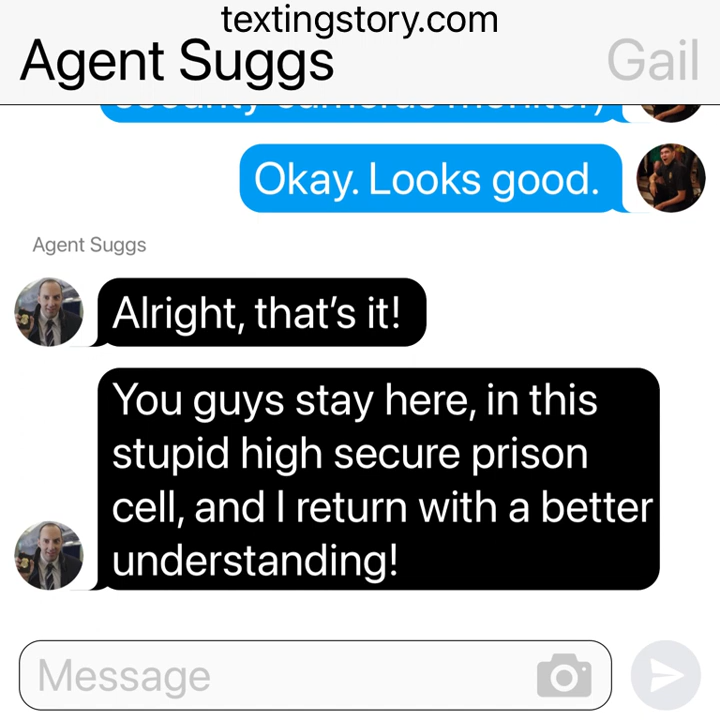 textingstory.com
Agent Suggs
Gail
Okay. Looks good.
Agent Suggs
Alright, that’s it!
You guys stay here, in this
stupid high secure prison
cell, and I return with a better
understanding!
Message